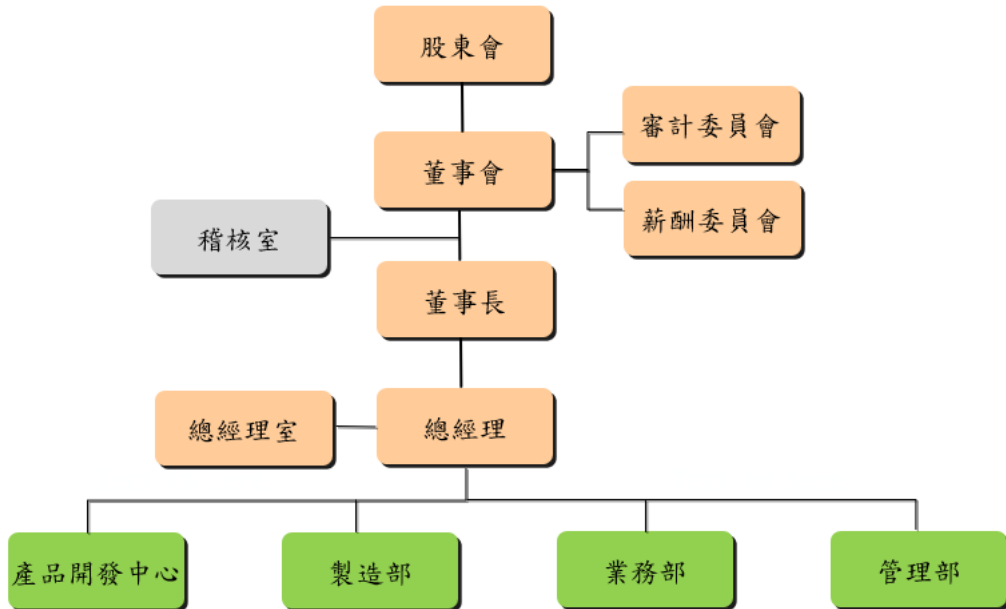 股東會
審計委員會
董事會
薪酬委員會
稽核室
董事長
總經理室
總經理
產品開發中心
製造部
業務部
管理部